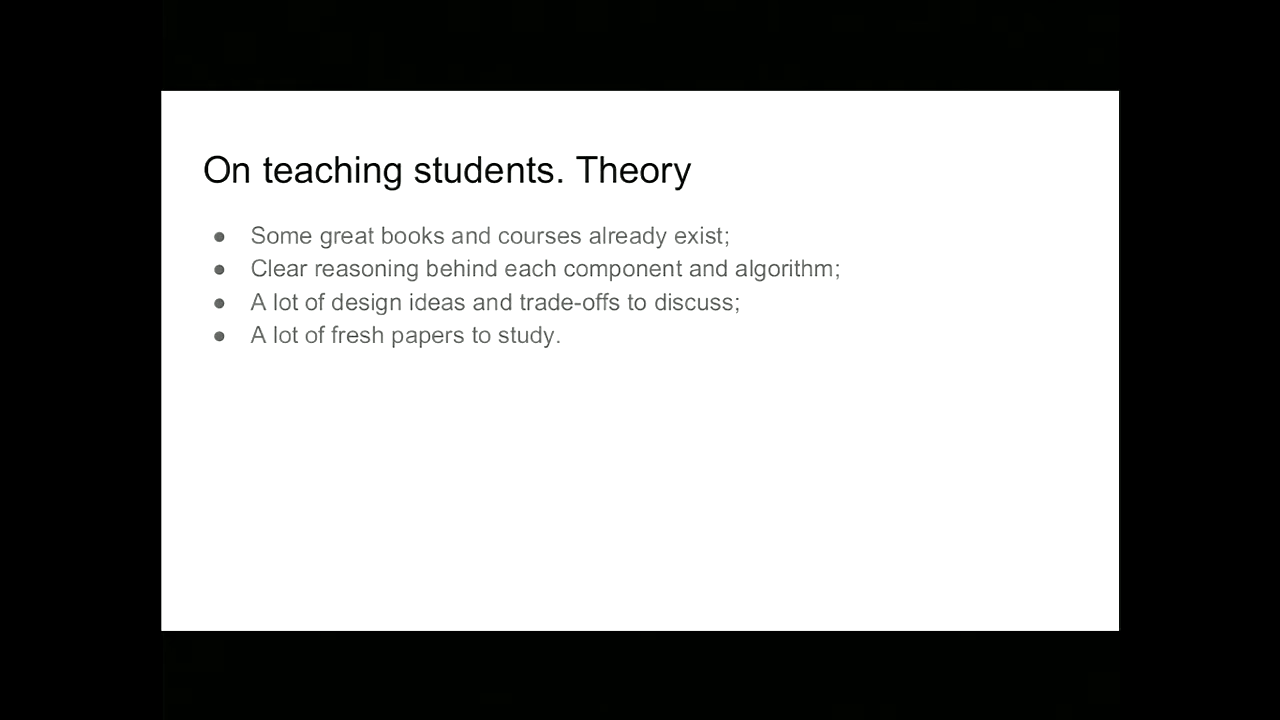 On teaching students. Theory
● Some great books and courses already exist;
● Clear reasoning behind each component and algorithm;
● A lot of design ideas and trade-offs to discuss;
● A lot of fresh papers to study.